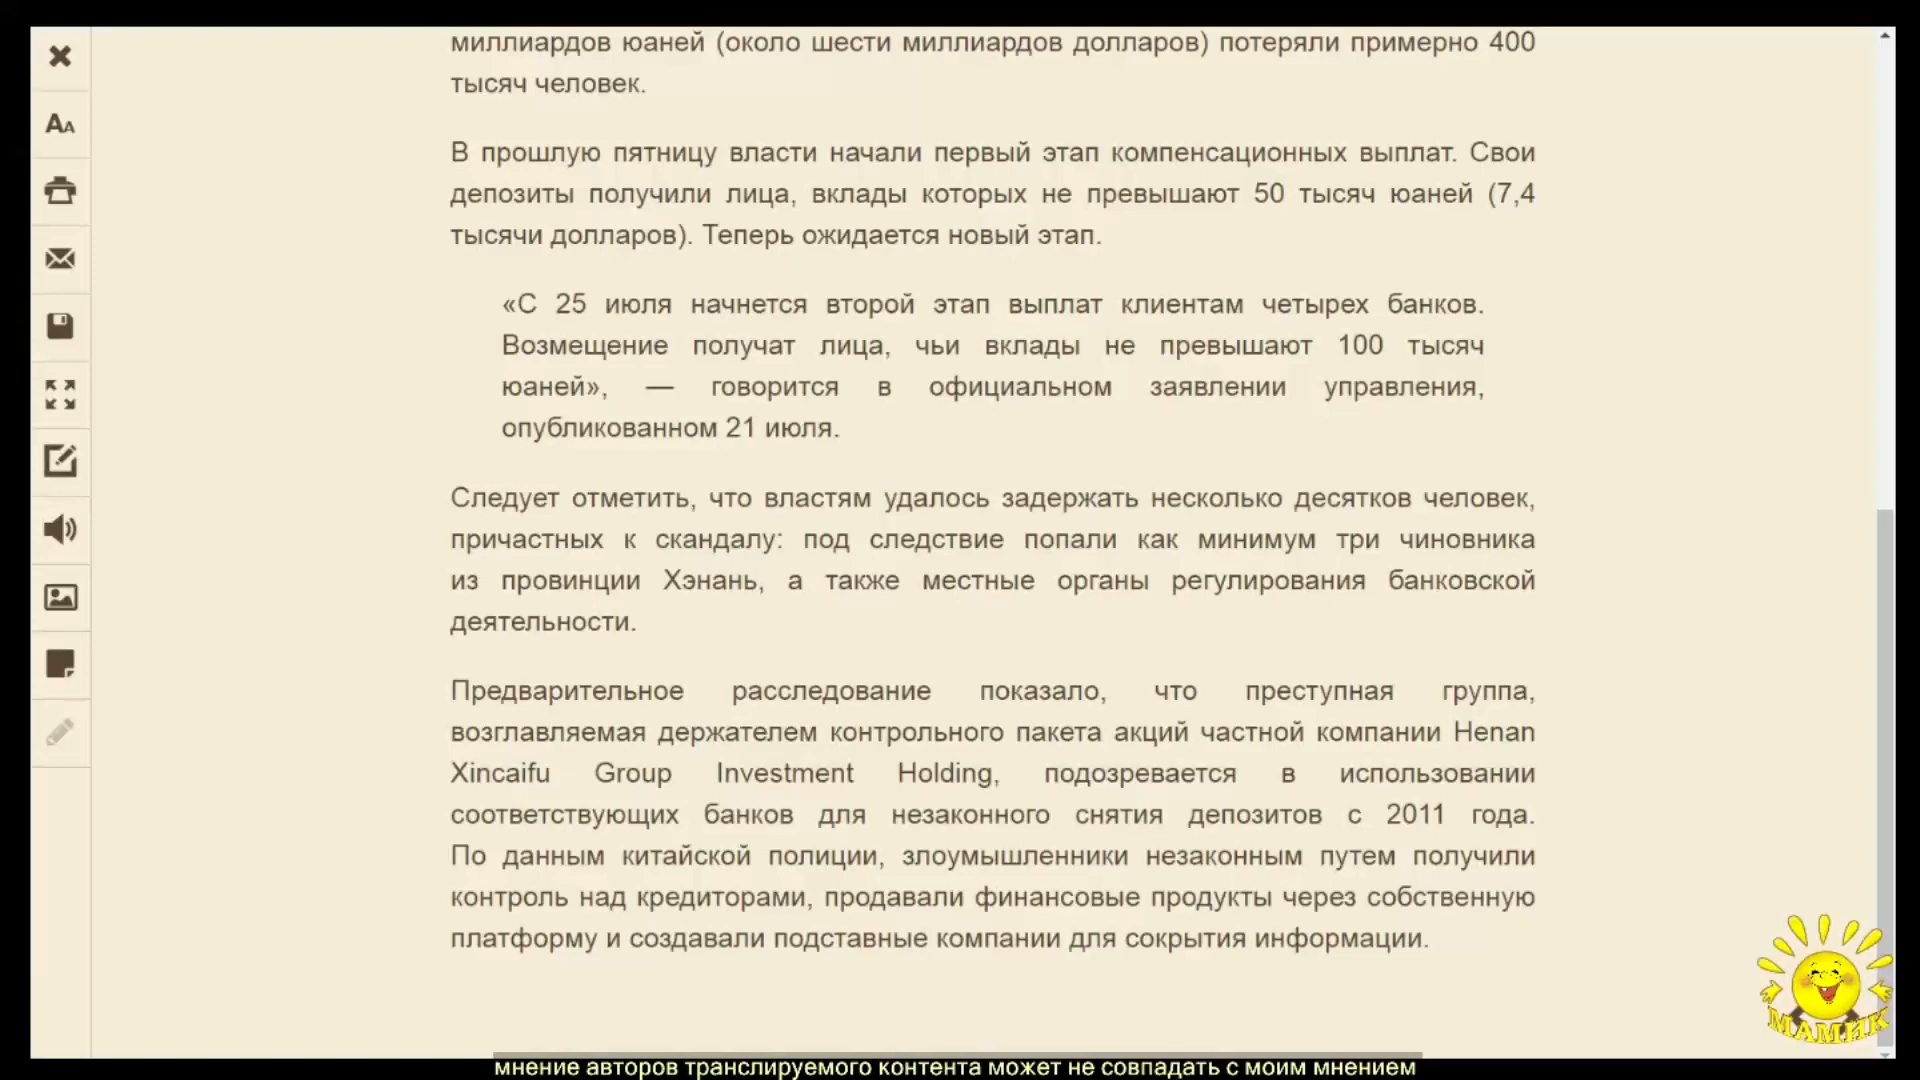 миллиардов юаней (около шести миллиардов долларов) потеряли примерно 400
тысяч человек.
В прошлую пятницу власти начали первый этап компенсационных выплат. Свои
депозиты получили лица, вклады которых не превышают 50 тысяч юаней (7,4
тысячи долларов). Теперь ожидается новый этап.
«С 25 июля начнется второй этап выплат клиентам четырех банков.
Возмещение получат лица, чьи вклады не превышают 100 тысяч
юаней», — говорится в официальном заявлении управления,
опубликованном 21 июля.
Следует отметить, что властям удалось задержать несколько десятков человек,
причастных к скандалу: под следствие попали как минимум три чиновника
из провинции Хэнань, а также местные органы регулирования банковской
деятельности.
Предварительное расследование показало, что преступная группа,
возглавляемая держателем контрольного пакета акций частной компании Henan
Xincaifu Group Investment Holding, подозревается в использовании
соответствующих банков для незаконного снятия депозитов с 2011 года.
По данным китайской полиции, злоумышленники незаконным путем получили
контроль над кредиторами, продавали финансовые продукты через собственную
платформу и создавали подставные компании для сокрытия информации.
МАМИК
мнение авторов транслируемого контента может не совпадать с моим мнением